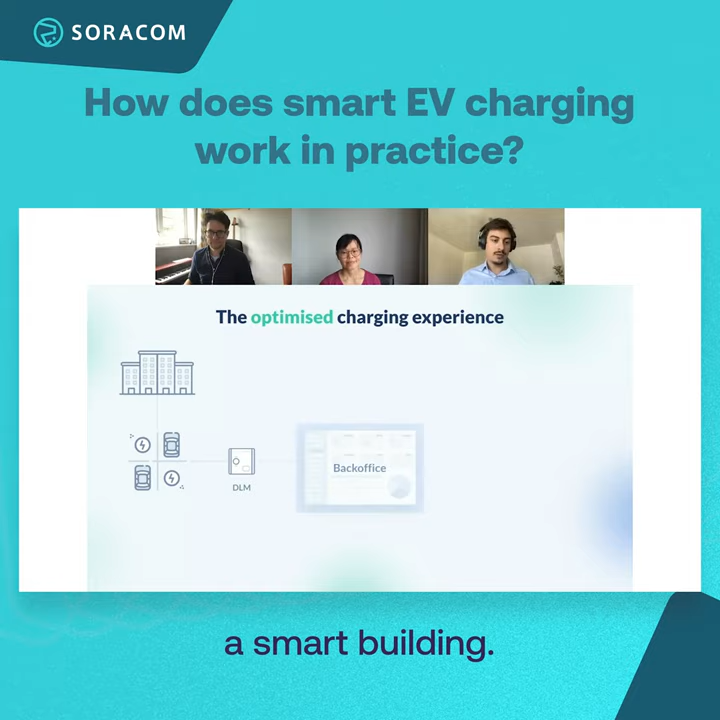 SORACOM
How does smart EV charging
work in practice?
The optimised charging experience
Backoffice
DLM
a smart building.